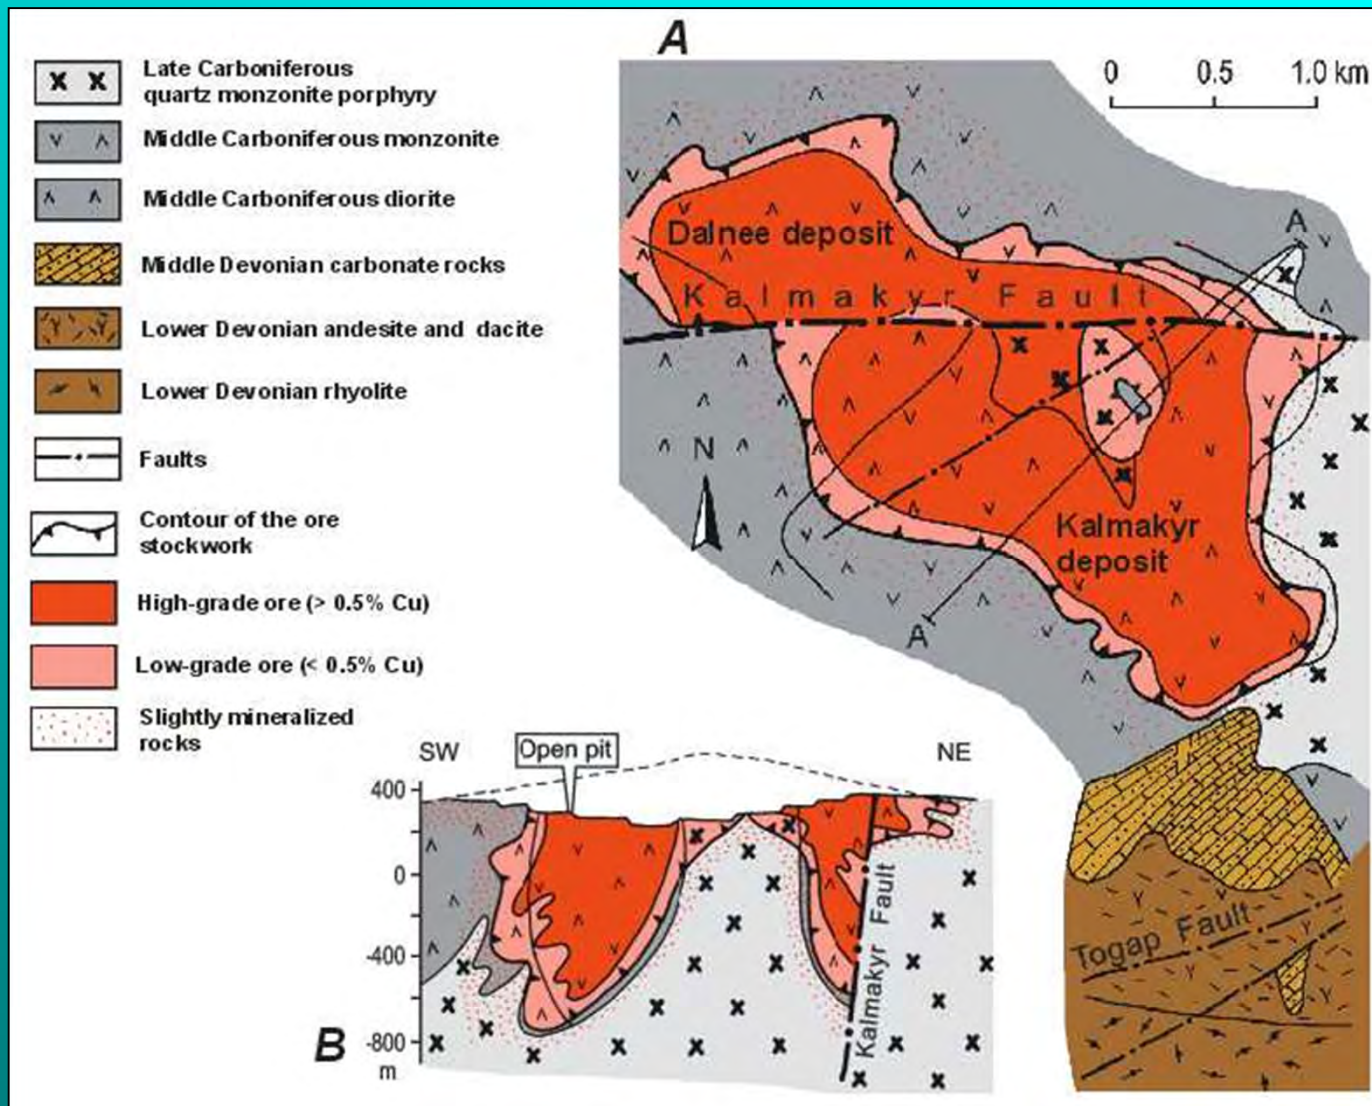 Late Carboniferous
quartz monzonite porphyry
Middle Carboniferous monzonite
Middle Carboniferous diorite
Middle Devonian carbonate rocks
Lower Devonian andesite and dacite
Lower Devonian rhyolite
Faults
Contour of the ore
stockwork
High-grade ore (> 0.5% Cu)
Low-grade ore (< 0.5% Cu)
Slightly mineralized
rocks
A
0 0.5 1.0 km
A
Dalnee deposit
Kalmakyr Fault
N
Kalmakyr
deposit
A
Togap Fault
B
SW
Open pit
NE
400
0
-400
-800
m
Kalmakyr Fault